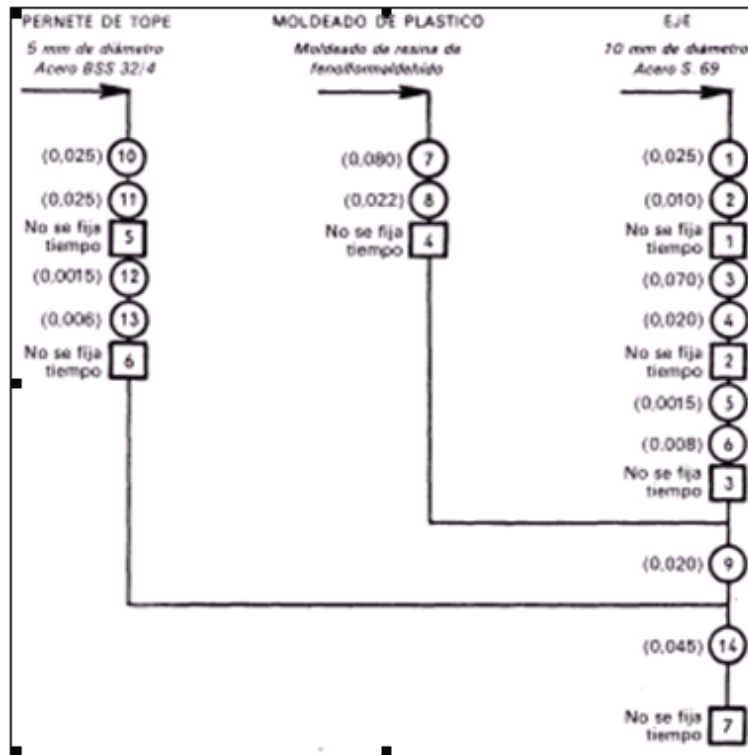 PERNETE DE TOPE
5 mm de diámetro
Acero BSS 32/4
(0,025) 10
(0,025) 11
No se fija
tiempo 5
(0,0015) 12
(0,006) 13
No se fija
tiempo 6
MOLDEADO DE PLASTICO
Moldeado de resina de
fenolformoldehido
(0,080) 7
(0,022) 8
No se fija
tiempo 4
EJE
10 mm de diámetro
Acero S. 69
(0,025) 1
(0,010) 2
No se fija
tiempo 1
(0,070) 3
(0,020) 4
No se fija
tiempo 2
(0,0015) 5
(0,008) 6
No se fija
tiempo 3
(0,020) 9
(0,045) 14
No se fija
tiempo 7